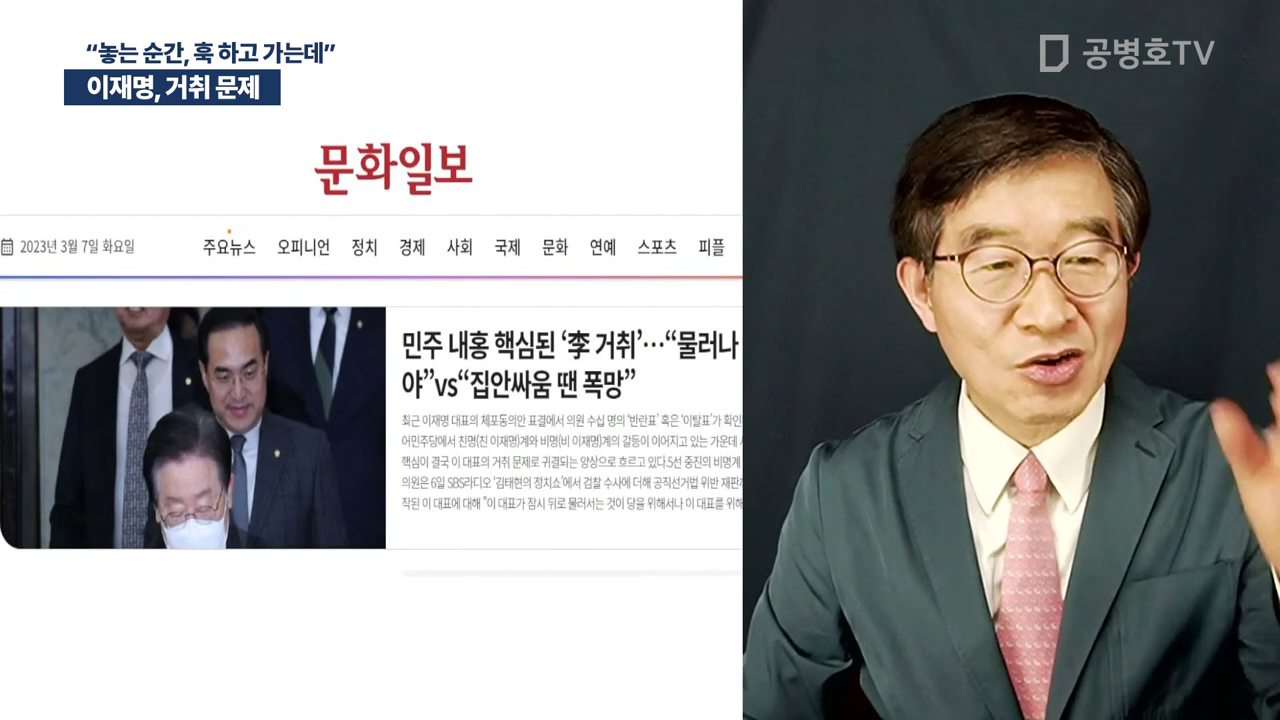 “놓는 순간, 훅 하고 가는데”
이재명, 거취 문제
공병호TV
문화일보
2023년 3월 7일 화요일
주요뉴스 오피니언 정치 경제 사회 국제 문화 연예 스포츠 피플
민주 내홍 핵심된 ‘李 거취’…“물러나
야”vs“집안싸움 땐 폭망”
최근 이재명 대표의 체포동의안 표결에서 의원 수십 명의 ‘반란표’ 혹은 ‘이탈표’가 확인
어민주당에서 친명(친 이재명)계와 비명(비 이재명)계의 갈등이 이어지고 있는 가운데
핵심이 결국 이 대표의 거취 문제로 귀결되는 양상으로 흐르고 있다.5선 중진의 비명계
의원은 6일 SBS라디오 ‘김태현의 정치쇼’에서 검찰 수사에 더해 공직선거법 위반 재판까
작된 이 대표에 대해 "이 대표가 잠시 뒤로 물러서는 것이 당을 위해서나 이 대표를 위해